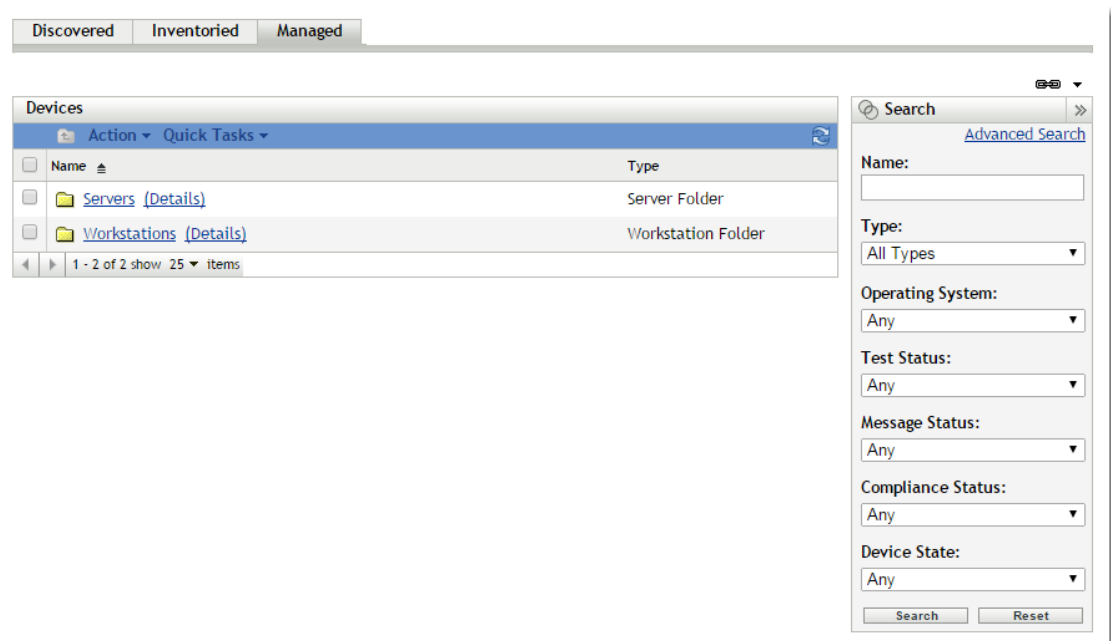 Discovered Inventoried Managed
Devices
Action Quick Tasks
Name Type
Servers (Details) Server Folder
Workstations (Details) Workstation Folder
1 - 2 of 2 show 25 items
Search
Advanced Search
Name:
Type:
All Types
Operating System:
Any
Test Status:
Any
Message Status:
Any
Compliance Status:
Any
Device State:
Any
Search Reset